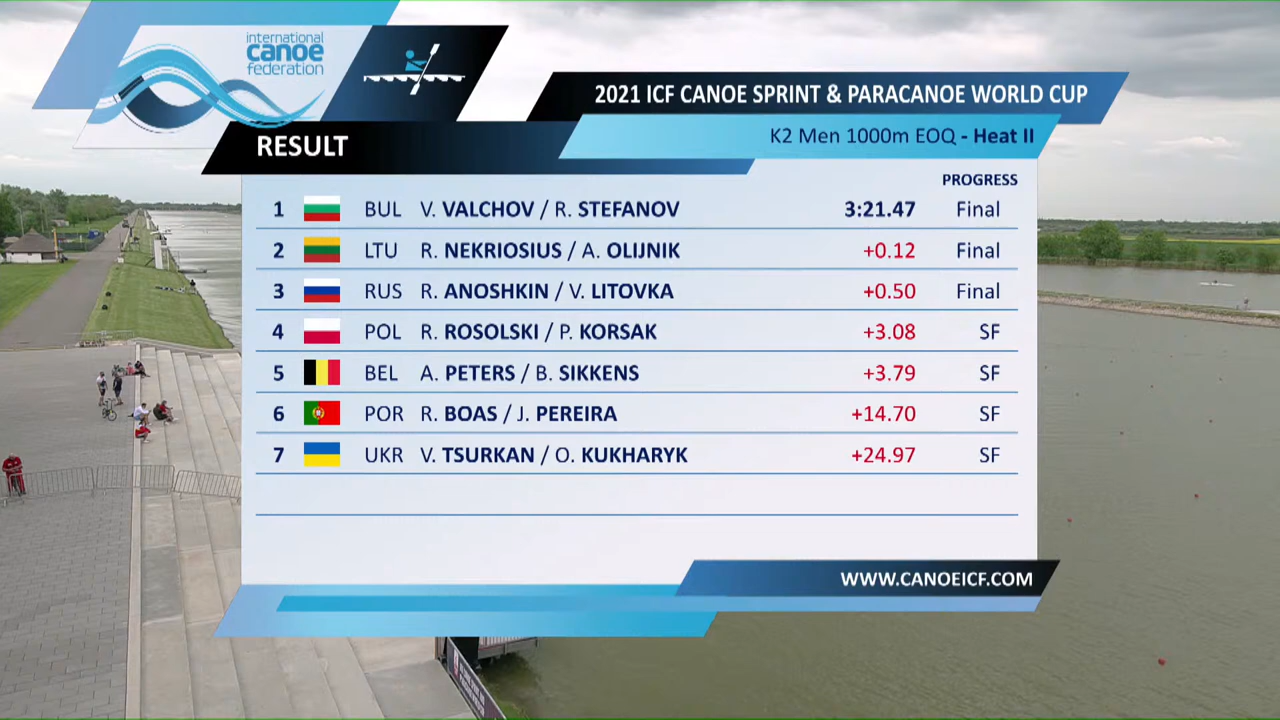 international
canoe
federation
2021 ICF CANOE SPRINT & PARACANOE WORLD CUP
K2 Men 1000m EOQ - Heat II
RESULT
PROGRESS
1 BUL V. VALCHOV / R. STEFANOV 3:21.47 Final
2 LTU R. NEKRIOSIUS / A. OLIJNIK +0.12 Final
3 RUS R. ANOSHKIN / V. LITOVKA +0.50 Final
4 POL R. ROSOLSKI / P. KORSAK +3.08 SF
5 BEL A. PETERS / B. SIKKENS +3.79 SF
6 POR R. BOAS / J. PEREIRA +14.70 SF
7 UKR V. TSURKAN / O. KUKHARYK +24.97 SF
WWW.CANOEICF.COM